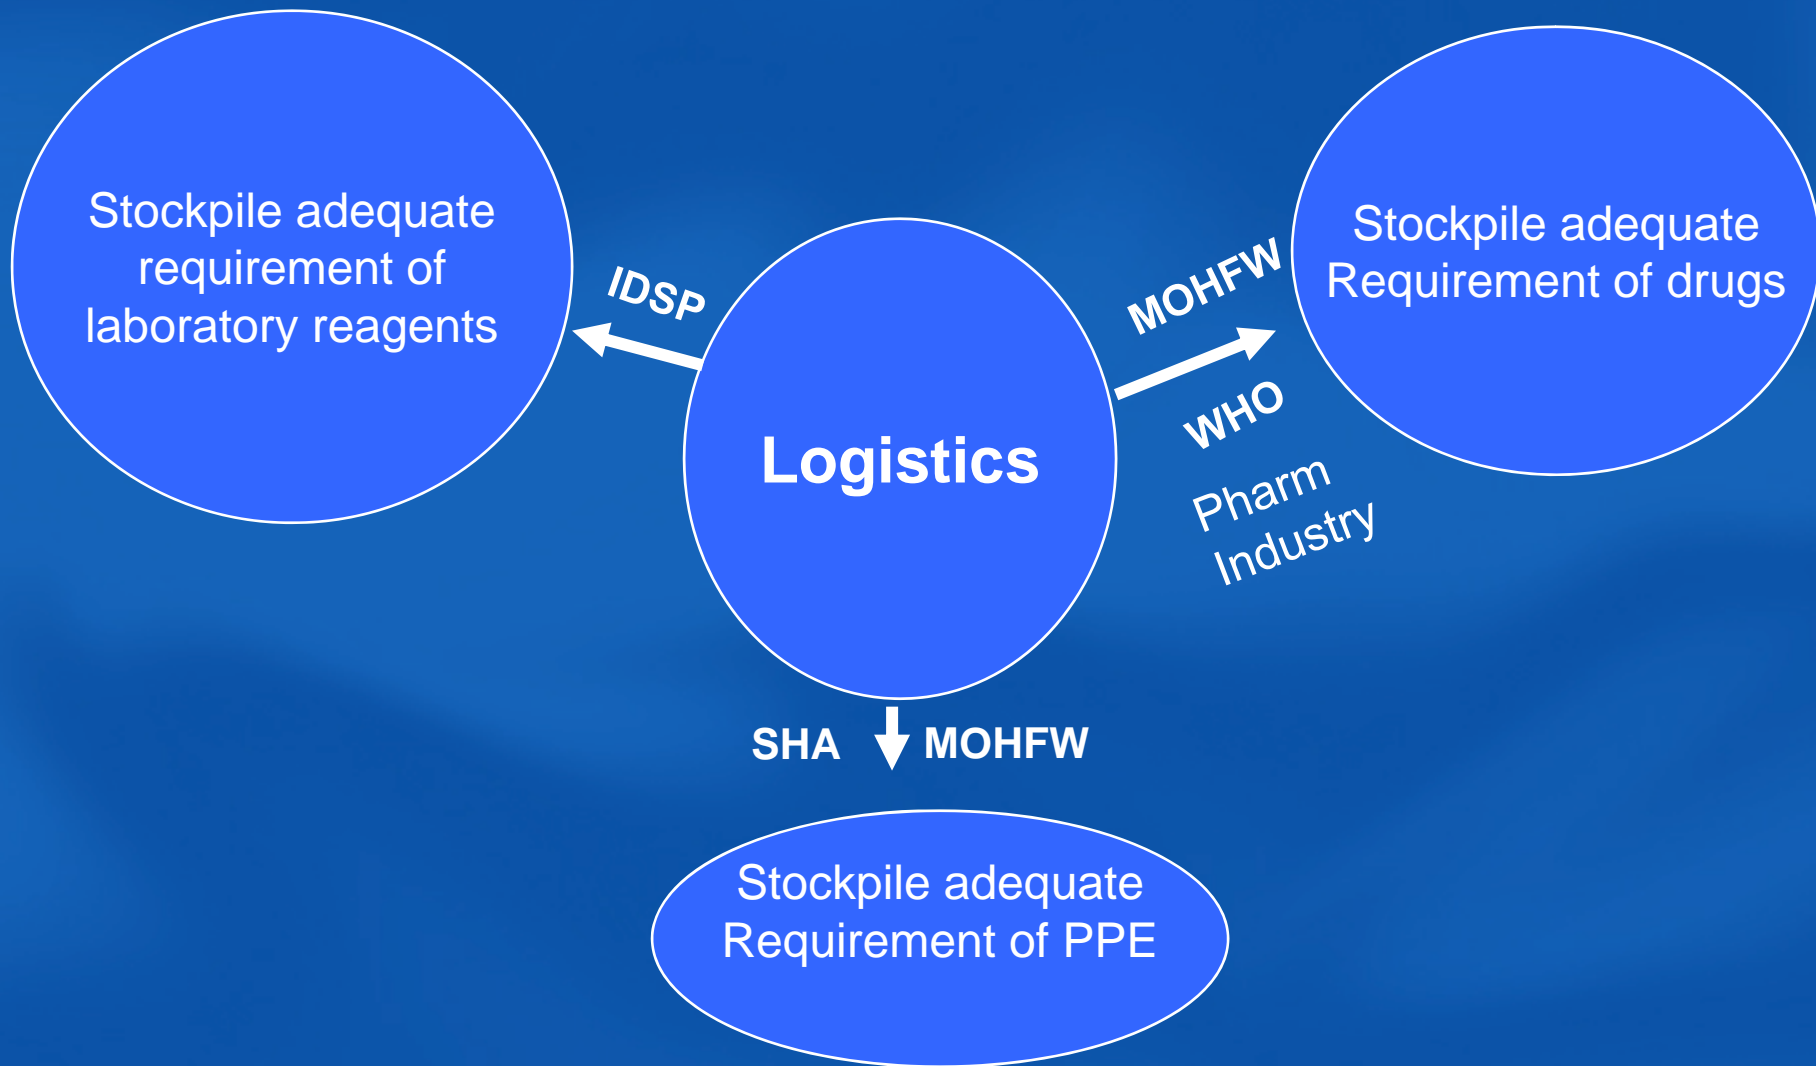 Stockpile adequate
requirement of
laboratory reagents
IDSP
Logistics
MOHFW
WHO
Pharm
Industry
Stockpile adequate
Requirement of drugs
SHA
MOHFW
Stockpile adequate
Requirement of PPE